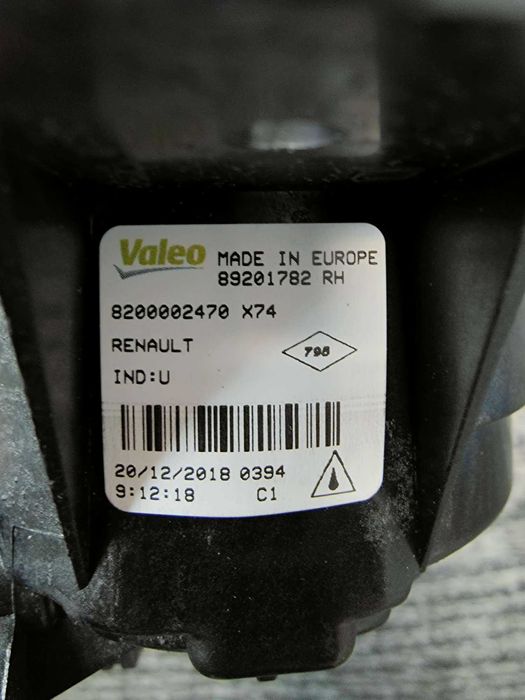 Valeo MADE IN EUROPE
89201782 RH
8200002470 X74
RENAULT
795
IND:U
20/12/2018 0394
9:12:18 C1